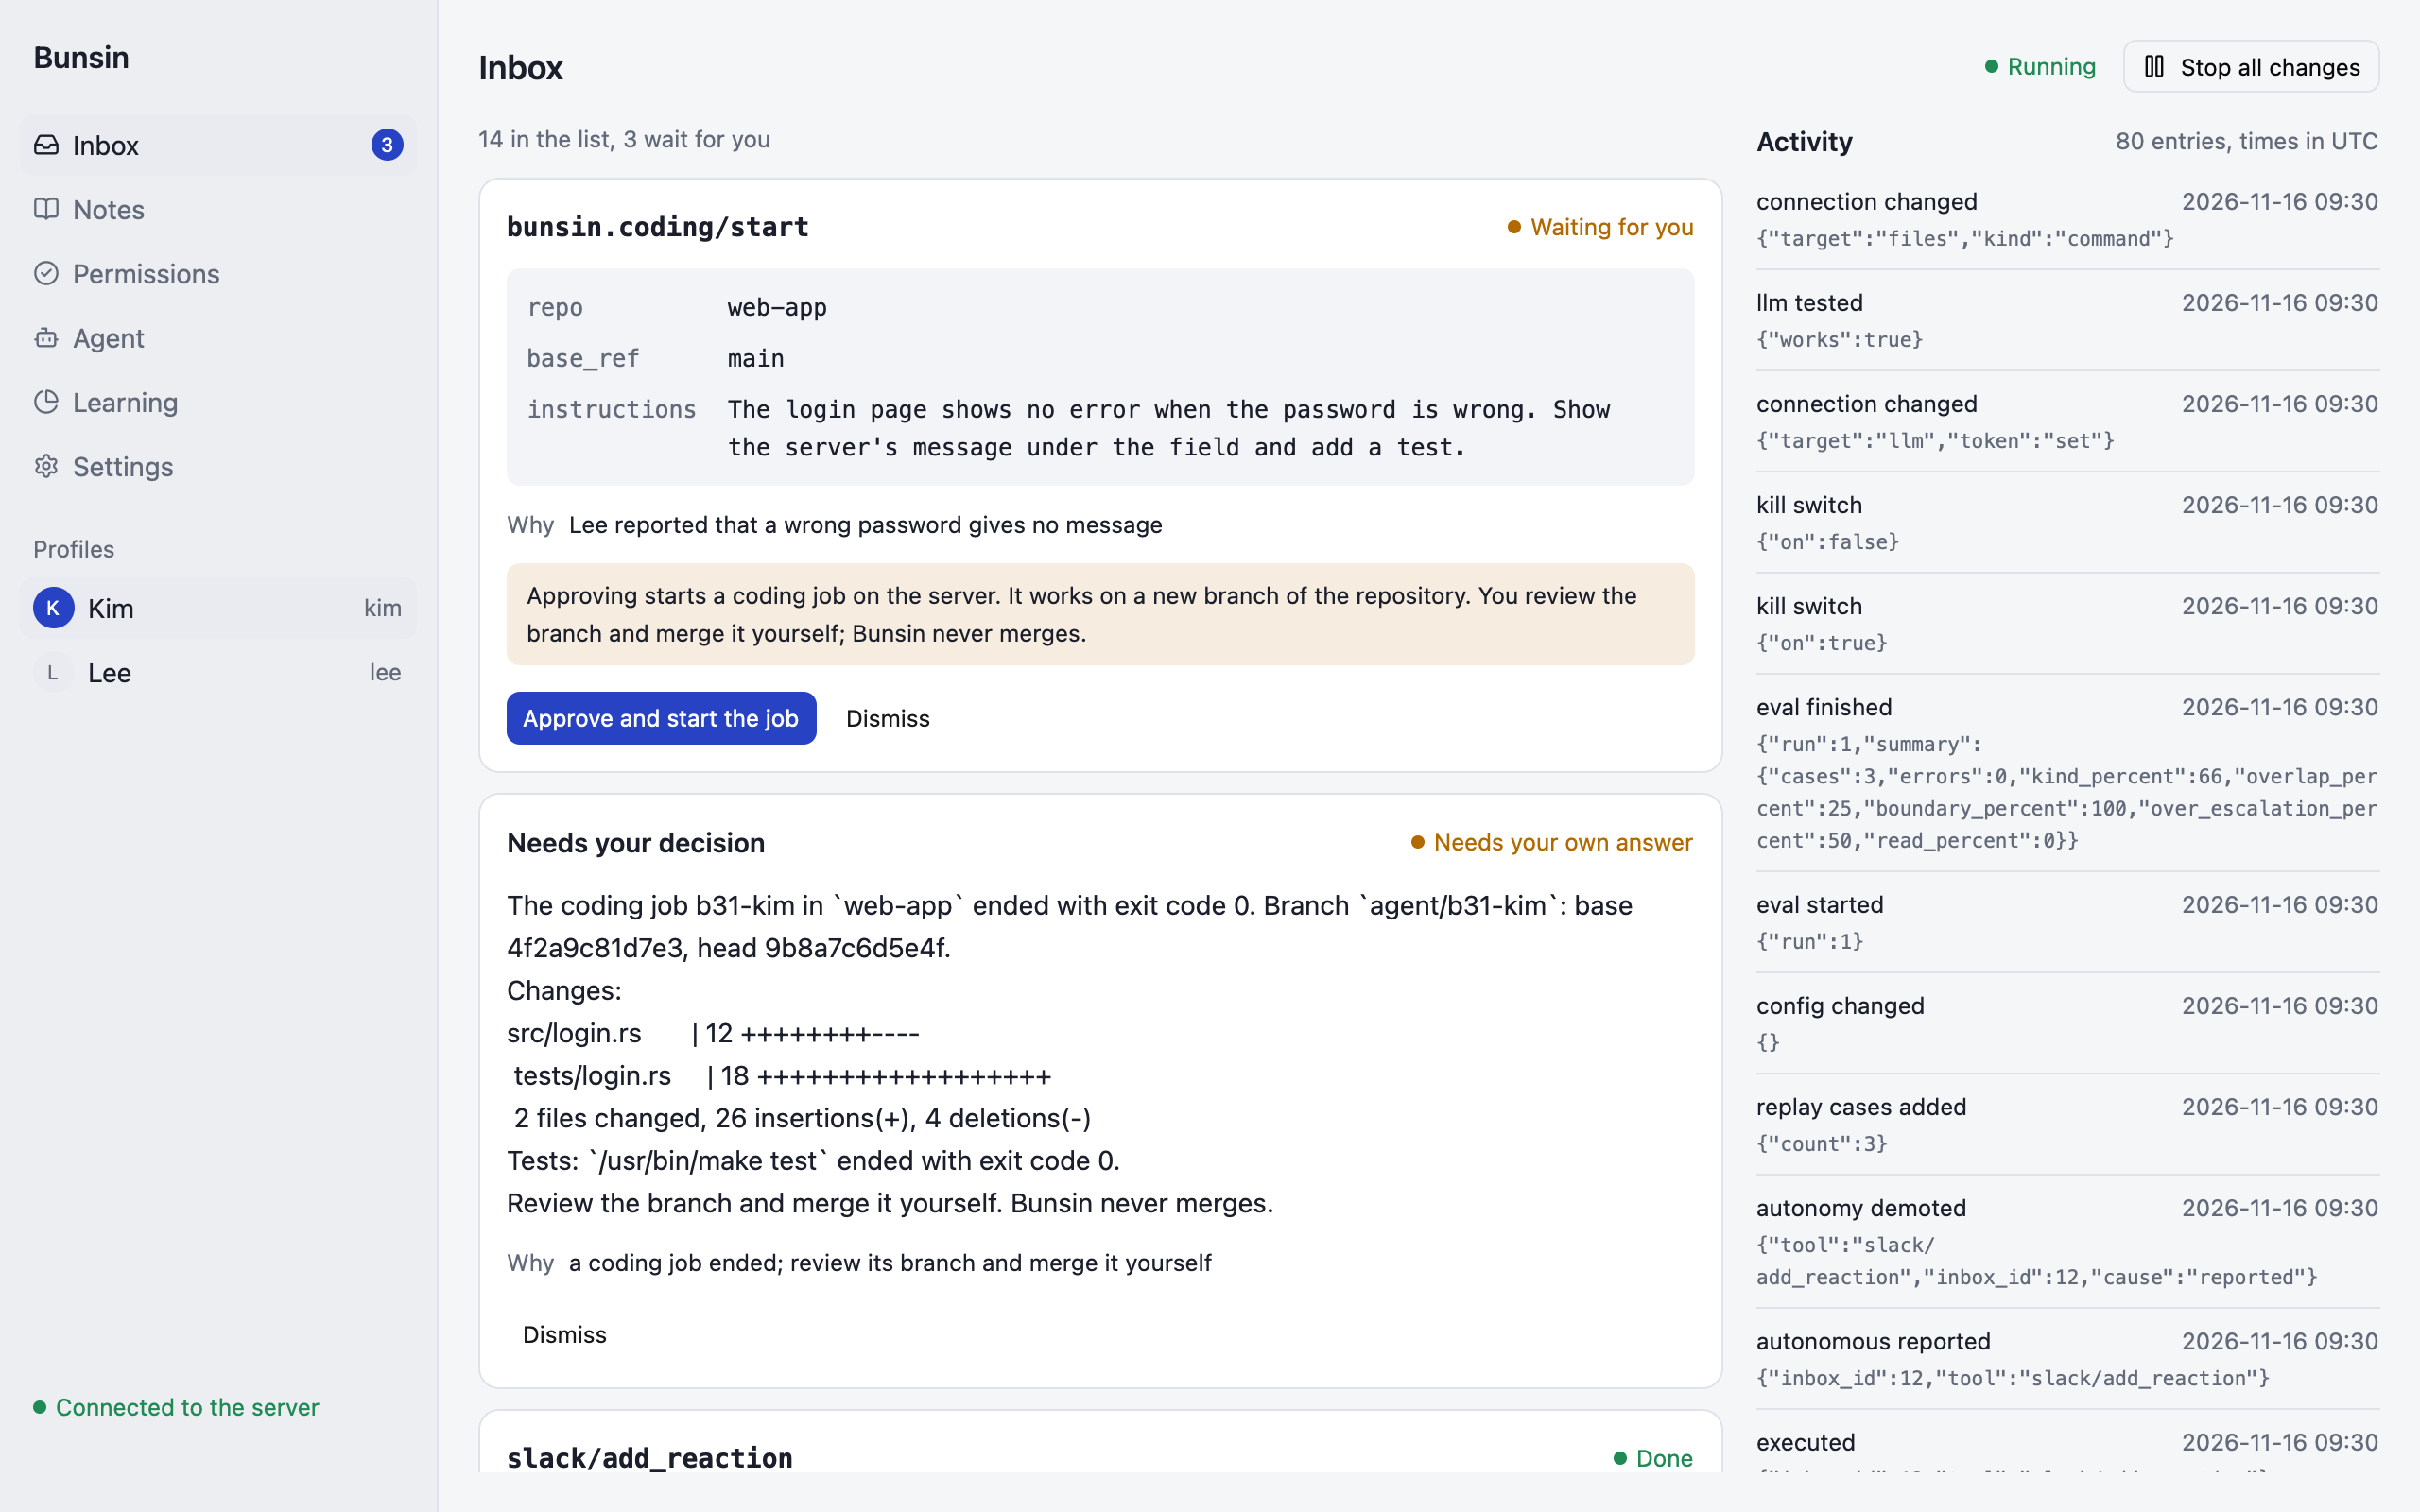 Bunsin
Inbox 3
Notes
Permissions
Agent
Learning
Settings
Profiles
K Kim kim
L Lee lee
Connected to the server
Inbox
Running
Stop all changes
14 in the list, 3 wait for you
bunsin.coding/start
Waiting for you
repo web-app
base_ref main
instructions The login page shows no error when the password is wrong. Show
the server's message under the field and add a test.
Why Lee reported that a wrong password gives no message
Approving starts a coding job on the server. It works on a new branch of the repository. You review the
branch and merge it yourself; Bunsin never merges.
Approve and start the job
Dismiss
Needs your decision
Needs your own answer
The coding job b31-kim in `web-app` ended with exit code 0. Branch `agent/b31-kim`: base
4f2a9c81d7e3, head 9b8a7c6d5e4f.
Changes:
src/login.rs | 12 ++++++++----
tests/login.rs | 18 ++++++++++++++++++
2 files changed, 26 insertions(+), 4 deletions(-)
Tests: `/usr/bin/make test` ended with exit code 0.
Review the branch and merge it yourself. Bunsin never merges.
Why a coding job ended; review its branch and merge it yourself
Dismiss
slack/add_reaction
Done
Activity
80 entries, times in UTC
connection changed 2026-11-16 09:30
{"target":"files","kind":"command"}
llm tested 2026-11-16 09:30
{"works":true}
connection changed 2026-11-16 09:30
{"target":"llm","token":"set"}
kill switch 2026-11-16 09:30
{"on":false}
kill switch 2026-11-16 09:30
{"on":true}
eval finished 2026-11-16 09:30
{"run":1,"summary":
{"cases":3,"errors":0,"kind_percent":66,"overlap_per
cent":25,"boundary_percent":100,"over_escalation_per
cent":50,"read_percent":0}}
eval started 2026-11-16 09:30
{"run":1}
config changed 2026-11-16 09:30
{}
replay cases added 2026-11-16 09:30
{"count":3}
autonomy demoted 2026-11-16 09:30
{"tool":"slack/
add_reaction","inbox_id":12,"cause":"reported"}
autonomous reported 2026-11-16 09:30
{"inbox_id":12,"tool":"slack/add_reaction"}
executed 2026-11-16 09:30